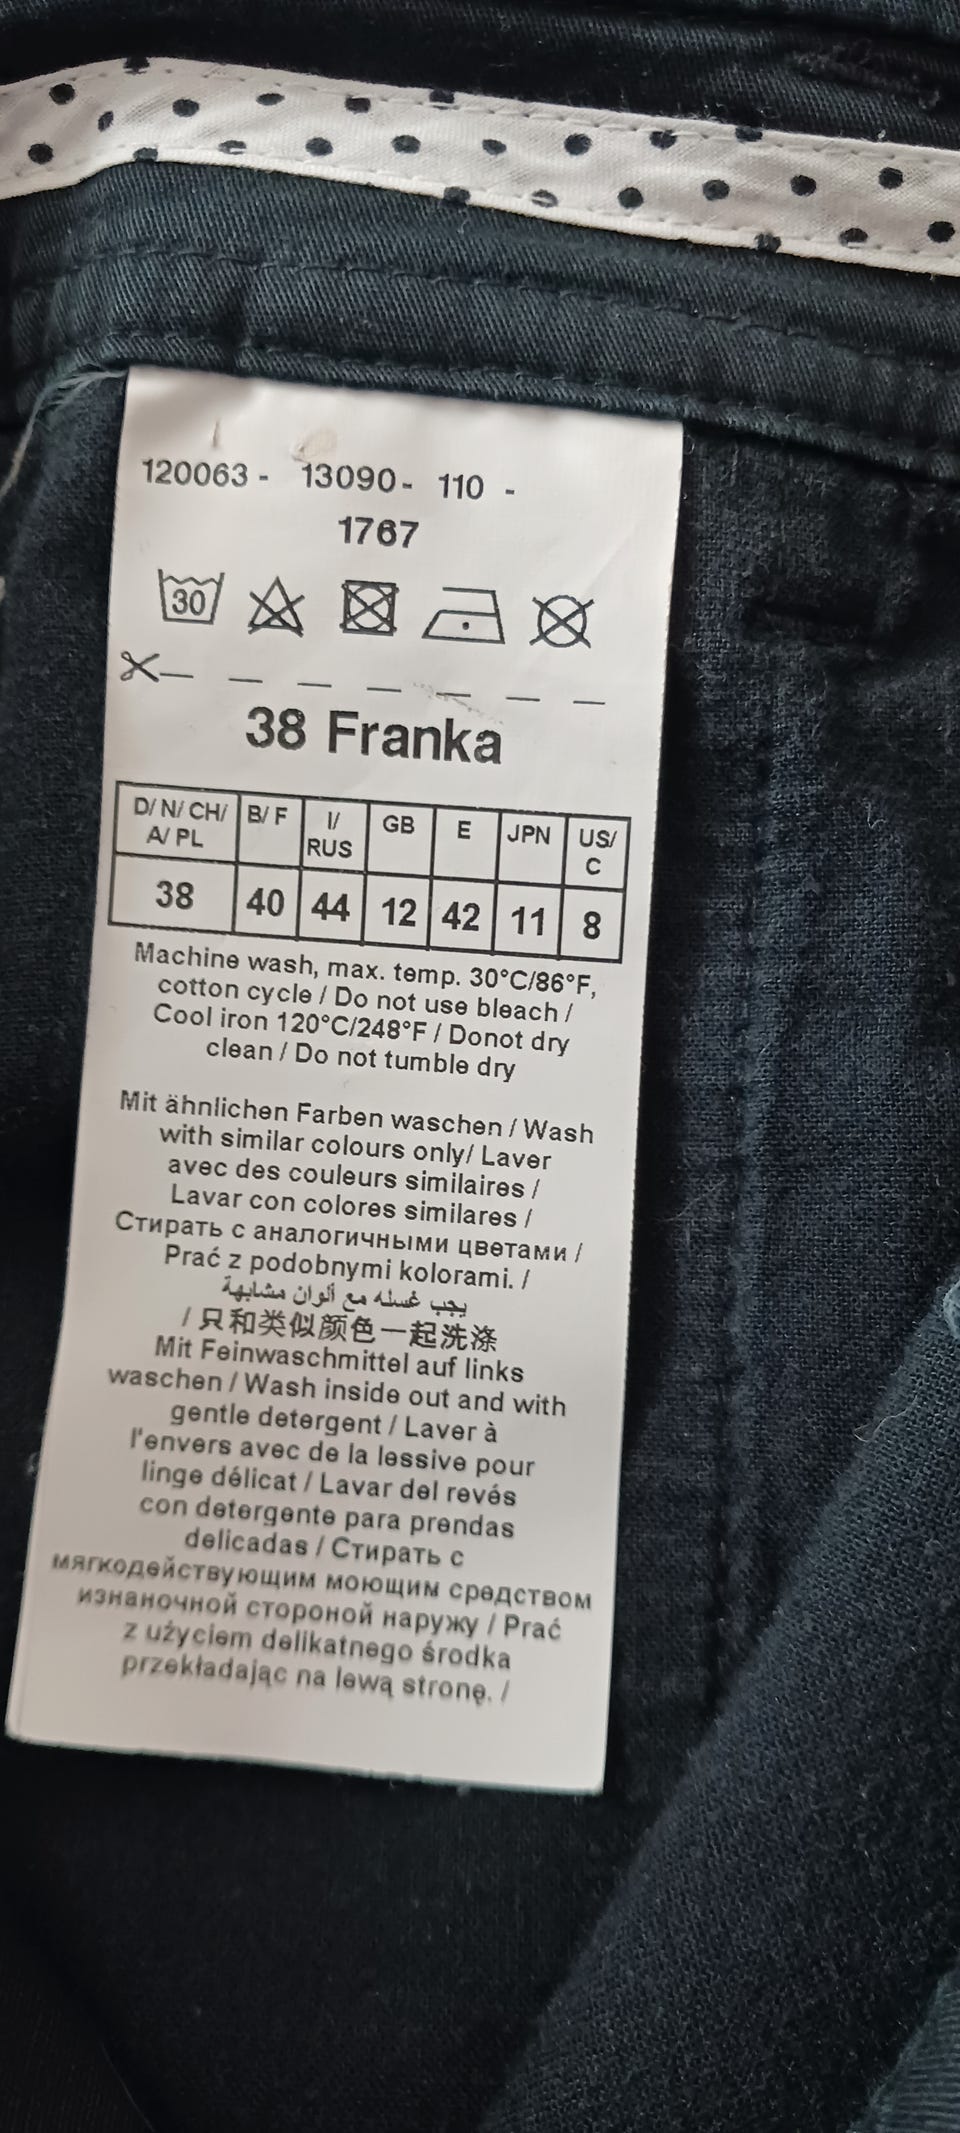 120063 - 13090 - 110 -
1767
30
38 Franka
D/ N/ CH/ A/ PL B/ F I/ RUS GB E JPN US/ C
38 40 44 12 42 11 8
Machine wash, max. temp. 30°C/86°F,
cotton cycle / Do not use bleach /
Cool iron 120°C/248°F / Donot dry
clean / Do not tumble dry
Mit ähnlichen Farben waschen / Wash
with similar colours only/ Laver
avec des couleurs similaires /
Lavar con colores similares /
Стирать с аналогичными цветами /
Prać z podobnymi kolorami. /
يجب غسله مع ألوان مشابهة
/ 只和类似颜色一起洗涤
Mit Feinwaschmittel auf links
waschen / Wash inside out and with
gentle detergent / Laver à
l'envers avec de la lessive pour
linge délicat / Lavar del revés
con detergente para prendas
delicadas / Стирать с
мягкодействующим моющим средством
изнаночной стороной наружу / Prać
z użyciem delikatnego środka
przekładając na lewą stronę. /